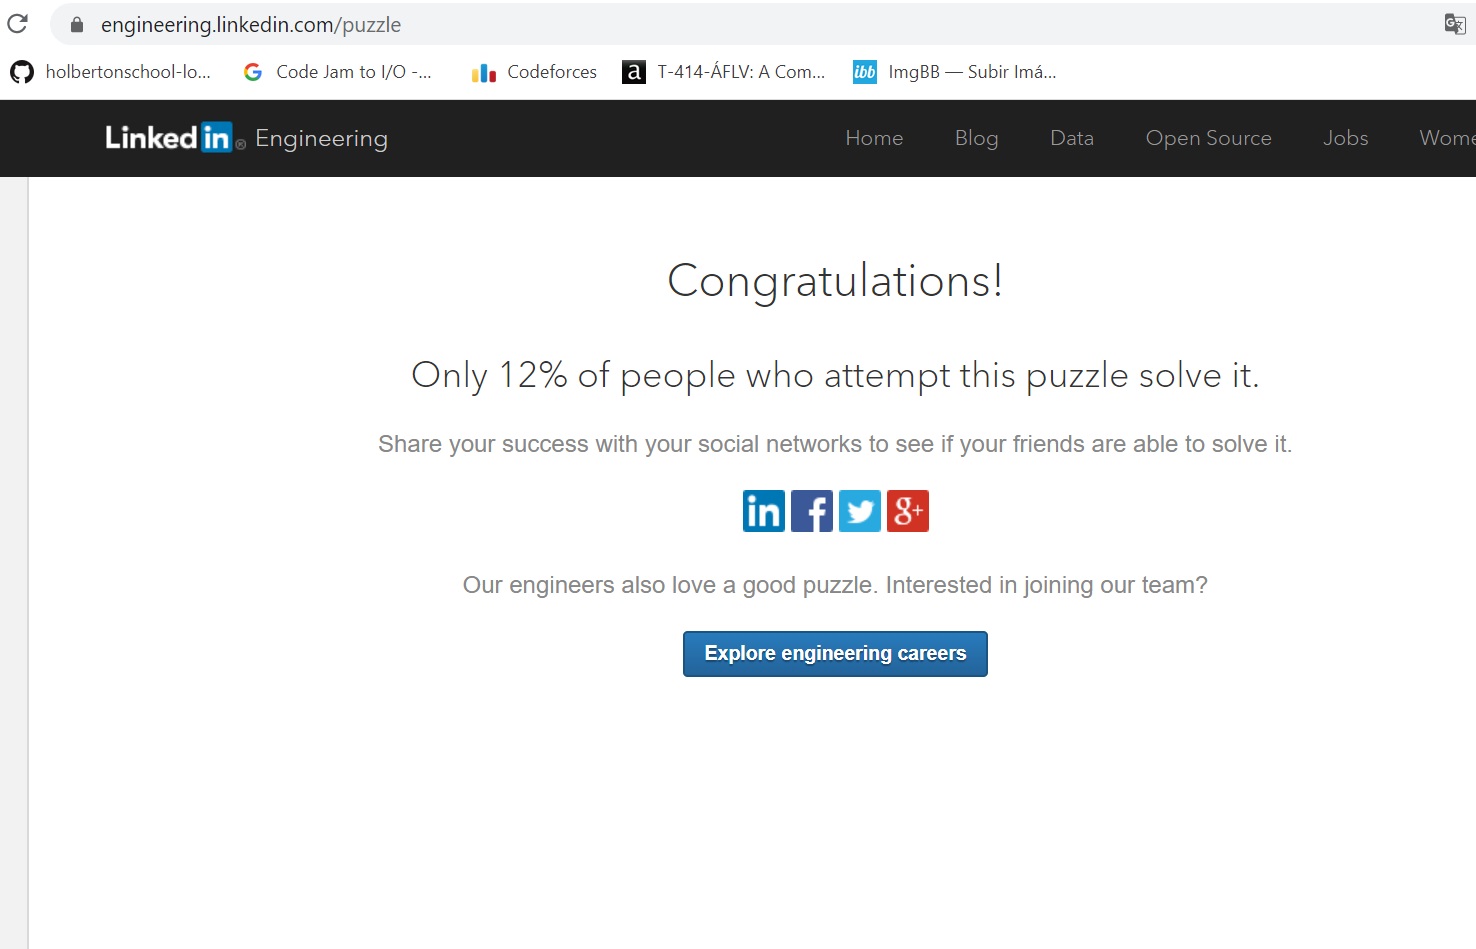 engineering.linkedin.com/puzzle
holbertonschool-lo... Code Jam to I/O -... Codeforces T-414-ÁFLV: A Com... ImgBB — Subir Imá...
Linked in® Engineering Home Blog Data Open Source Jobs Wome
Congratulations!
Only 12% of people who attempt this puzzle solve it.
Share your success with your social networks to see if your friends are able to solve it.
in f g+
Our engineers also love a good puzzle. Interested in joining our team?
Explore engineering careers